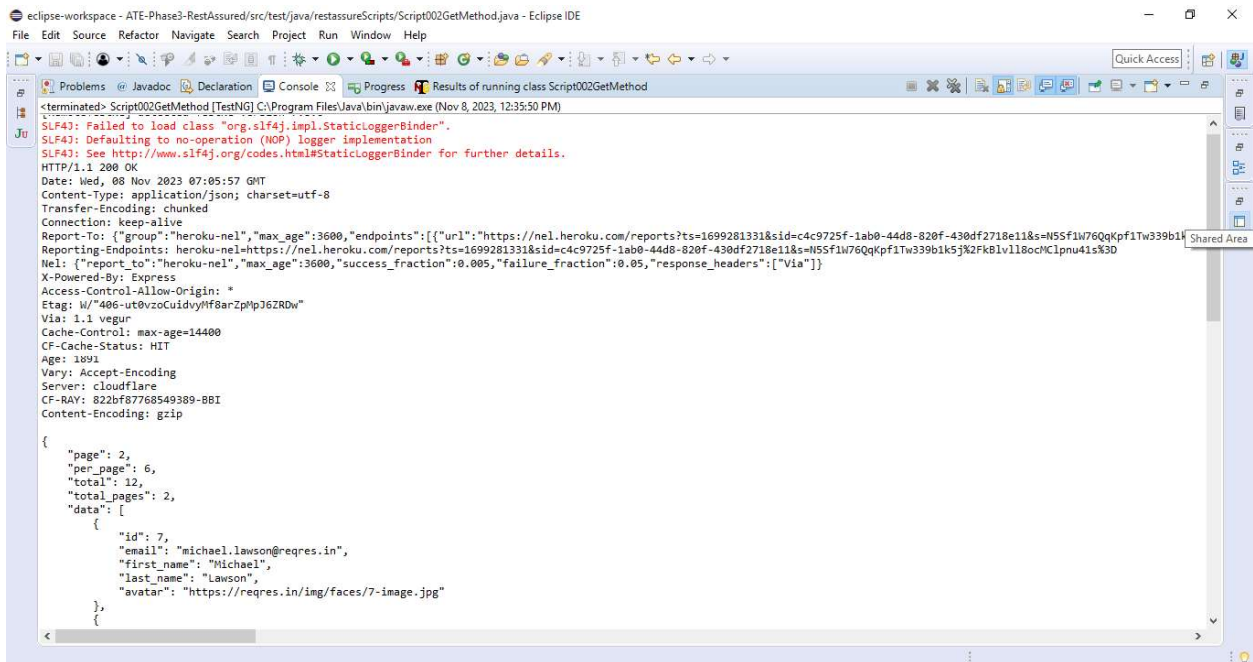 eclipse-workspace - ATE-Phase3-RestAssured/src/test/java/restassureScripts/Script002GetMethod.java - Eclipse IDE
File Edit Source Refactor Navigate Search Project Run Window Help
Quick Access
Problems @ Javadoc Declaration Console Progress Results of running class Script002GetMethod
<terminated> Script002GetMethod [TestNG] C:\Program Files\Java\bin\javaw.exe (Nov 8, 2023, 12:35:50 PM)
SLF4J: Failed to load class "org.slf4j.impl.StaticLoggerBinder".
SLF4J: Defaulting to no-operation (NOP) logger implementation
SLF4J: See http://www.slf4j.org/codes.html#StaticLoggerBinder for further details.
HTTP/1.1 200 OK
Date: Wed, 08 Nov 2023 07:05:57 GMT
Content-Type: application/json; charset=utf-8
Transfer-Encoding: chunked
Connection: keep-alive
Report-To: {"group":"heroku-nel","max_age":3600,"endpoints":[{"url":"https://nel.heroku.com/reports?ts=1699281331&sid=c4c9725f-1ab0-44d8-820f-430df2718e11&s=N5Sf1W76QqKpf1Tw339b1k
Shared Area
Reporting-Endpoints: heroku-nel=https://nel.heroku.com/reports?ts=1699281331&sid=c4c9725f-1ab0-44d8-820f-430df2718e11&s=N5Sf1W76QqKpf1Tw339b1k5j%2FkBlvll8ocMClpnu41s%3D
Nel: {"report_to":"heroku-nel","max_age":3600,"success_fraction":0.005,"failure_fraction":0.05,"response_headers":["Via"]}
X-Powered-By: Express
Access-Control-Allow-Origin: *
Etag: W/"406-ut0vzoCuidvyMf8arZpMpJ6ZRDw"
Via: 1.1 vegur
Cache-Control: max-age=14400
CF-Cache-Status: HIT
Age: 1891
Vary: Accept-Encoding
Server: cloudflare
CF-RAY: 822bf87768549389-BBI
Content-Encoding: gzip
{
"page": 2,
"per_page": 6,
"total": 12,
"total_pages": 2,
"data": [
{
"id": 7,
"email": "michael.lawson@reqres.in",
"first_name": "Michael",
"last_name": "Lawson",
"avatar": "https://reqres.in/img/faces/7-image.jpg"
},
{